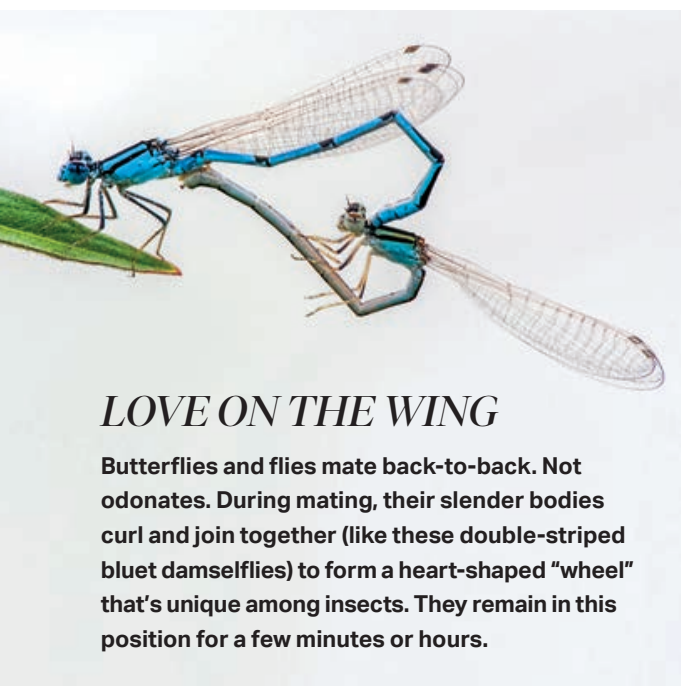 LOVE ON THE WING
Butterflies and flies mate back-to-back. Not
odonates. During mating, their slender bodies
curl and join together (like these double-striped
bluet damselflies) to form a heart-shaped “wheel”
that’s unique among insects. They remain in this
position for a few minutes or hours.